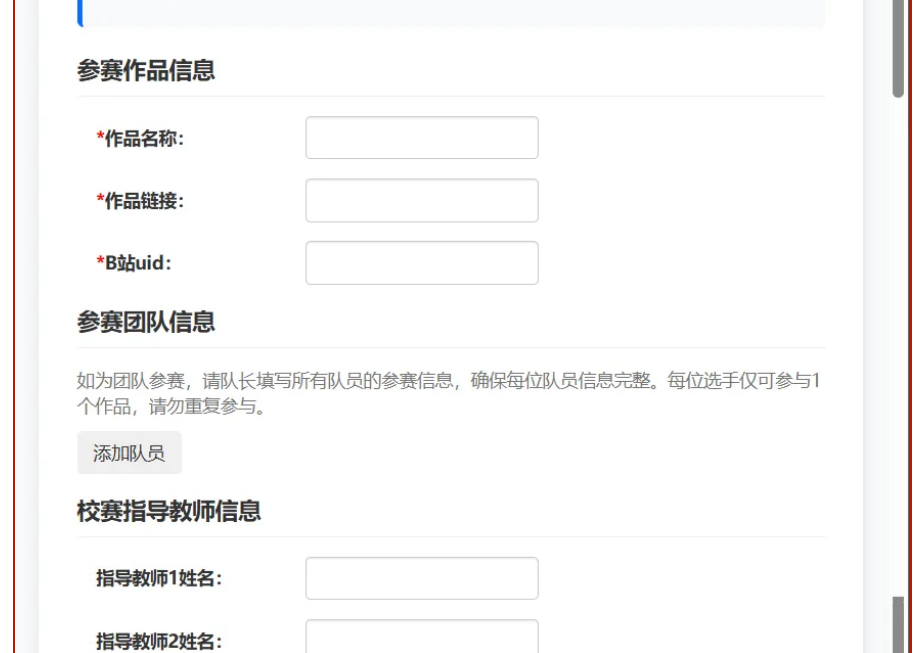 参赛作品信息
*作品名称：
*作品链接：
*B站uid：
参赛团队信息
如为团队参赛，请队长填写所有队员的参赛信息，确保每位队员信息完整。每位选手仅可参与1
个作品，请勿重复参与。
添加队员
校赛指导教师信息
指导教师1姓名：
指导教师2姓名：